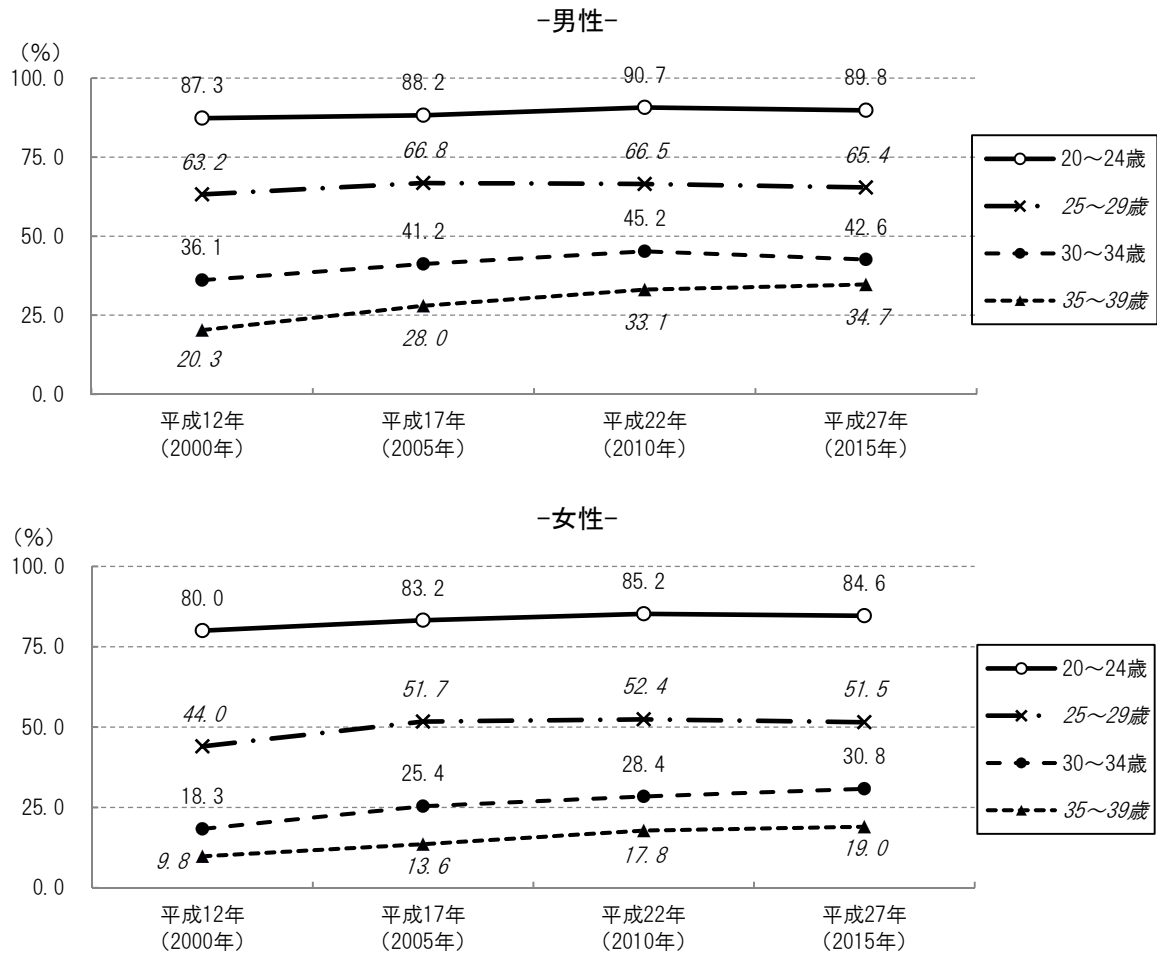 -男性-
(%)
100.0
87.3 88.2 90.7 89.8
75.0
63.2 66.8 66.5 65.4
50.0
36.1 41.2 45.2 42.6
25.0
20.3 28.0 33.1 34.7
0.0
平成12年 平成17年 平成22年 平成27年
(2000年) (2005年) (2010年) (2015年)
20～24歳
25～29歳
30～34歳
35～39歳
-女性-
(%)
100.0
80.0 83.2 85.2 84.6
75.0
44.0 51.7 52.4 51.5
50.0
18.3 25.4 28.4 30.8
25.0
9.8 13.6 17.8 19.0
0.0
平成12年 平成17年 平成22年 平成27年
(2000年) (2005年) (2010年) (2015年)
20～24歳
25～29歳
30～34歳
35～39歳